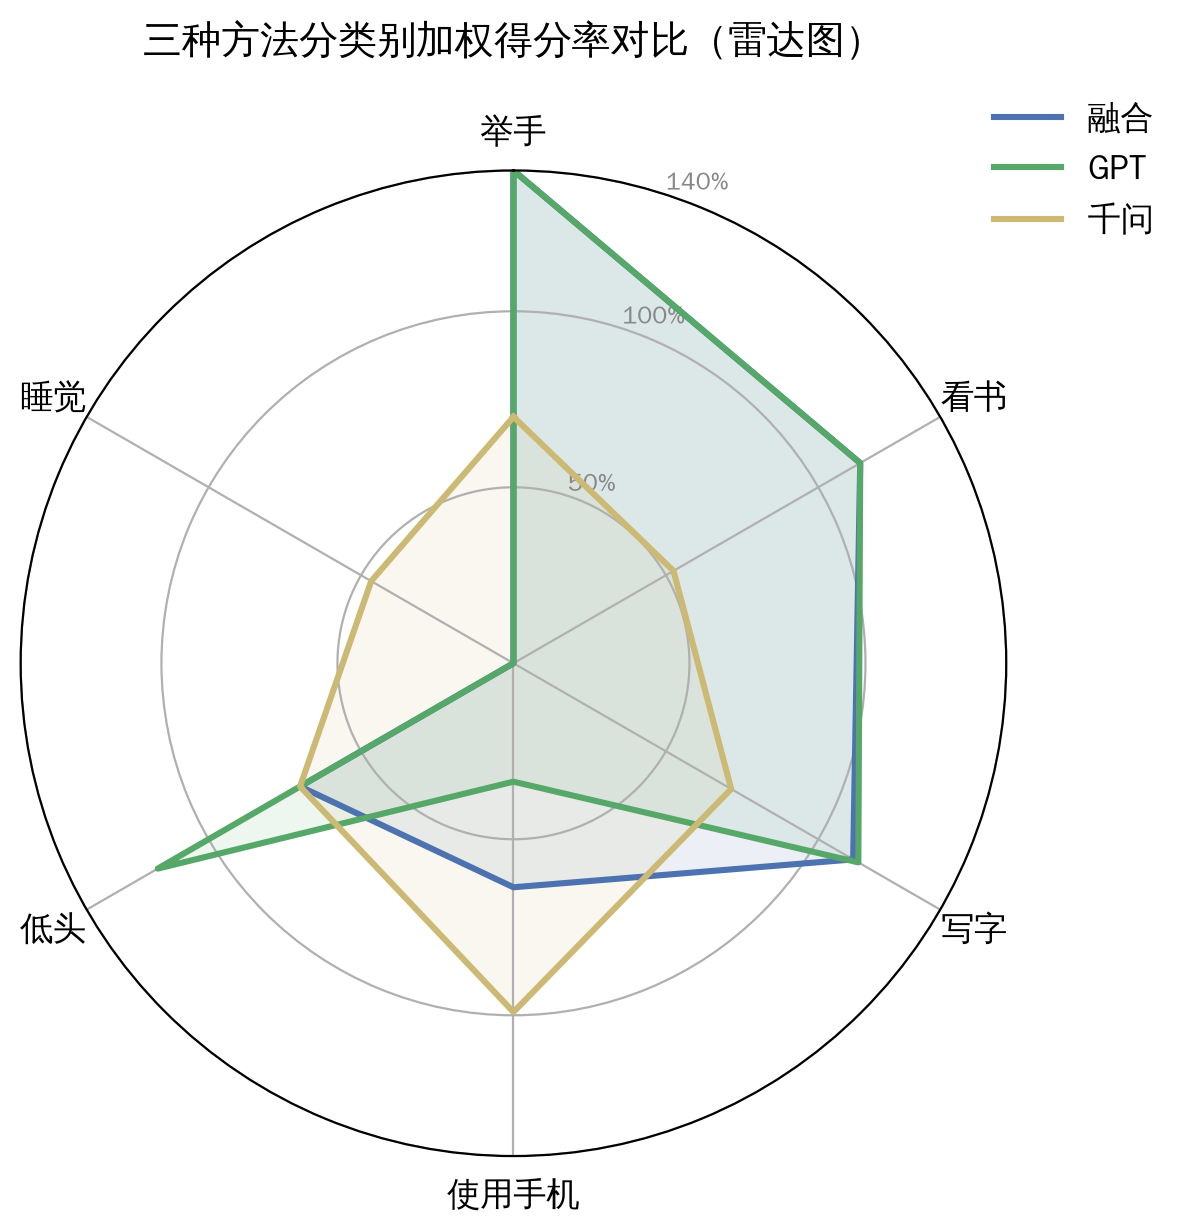 三种方法分类别加权得分率对比（雷达图）
融合
GPT
千问
举手
140%
100%
50%
睡觉
看书
低头
写字
使用手机